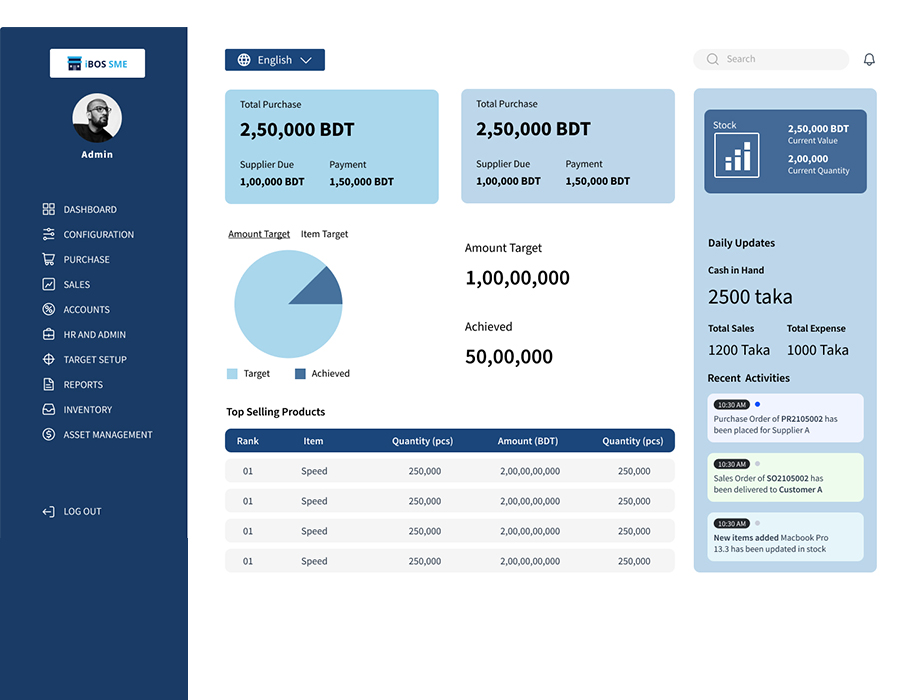 iBOS SME
Admin
DASHBOARD
CONFIGURATION
PURCHASE
SALES
ACCOUNTS
HR AND ADMIN
TARGET SETUP
REPORTS
INVENTORY
ASSET MANAGEMENT
LOG OUT
English
Search
Total Purchase
2,50,000 BDT
Supplier Due Payment
1,00,000 BDT 1,50,000 BDT
Total Purchase
2,50,000 BDT
Supplier Due Payment
1,00,000 BDT 1,50,000 BDT
Amount Target Item Target
Target Achieved
Amount Target
1,00,00,000
Achieved
50,00,000
Top Selling Products
Rank Item Quantity (pcs) Amount (BDT) Quantity (pcs)
01 Speed 250,000 2,00,00,00,000 250,000
01 Speed 250,000 2,00,00,00,000 250,000
01 Speed 250,000 2,00,00,00,000 250,000
01 Speed 250,000 2,00,00,00,000 250,000
Stock
2,50,000 BDT
Current Value
2,00,000
Current Quantity
Daily Updates
Cash in Hand
2500 taka
Total Sales Total Expense
1200 Taka 1000 Taka
Recent Activities
10:30 AM
Purchase Order of PR2105002 has
been placed for Supplier A
10:30 AM
Sales Order of SO2105002 has
been delivered to Customer A
10:30 AM
New items added Macbook Pro
13.3 has been updated in stock